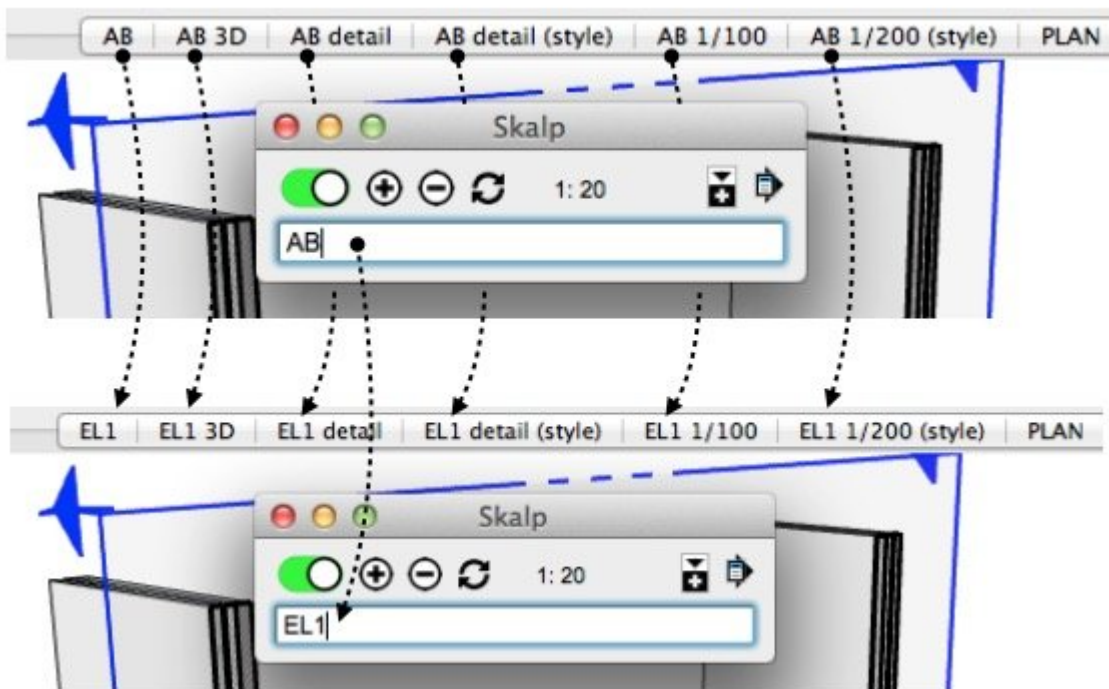 AB AB 3D AB detail AB detail (style) AB 1/100 AB 1/200 (style) PLAN
Skalp
1: 20
AB
EL1 EL1 3D EL1 detail EL1 detail (style) EL1 1/100 EL1 1/200 (style) PLAN
Skalp
1: 20
EL1